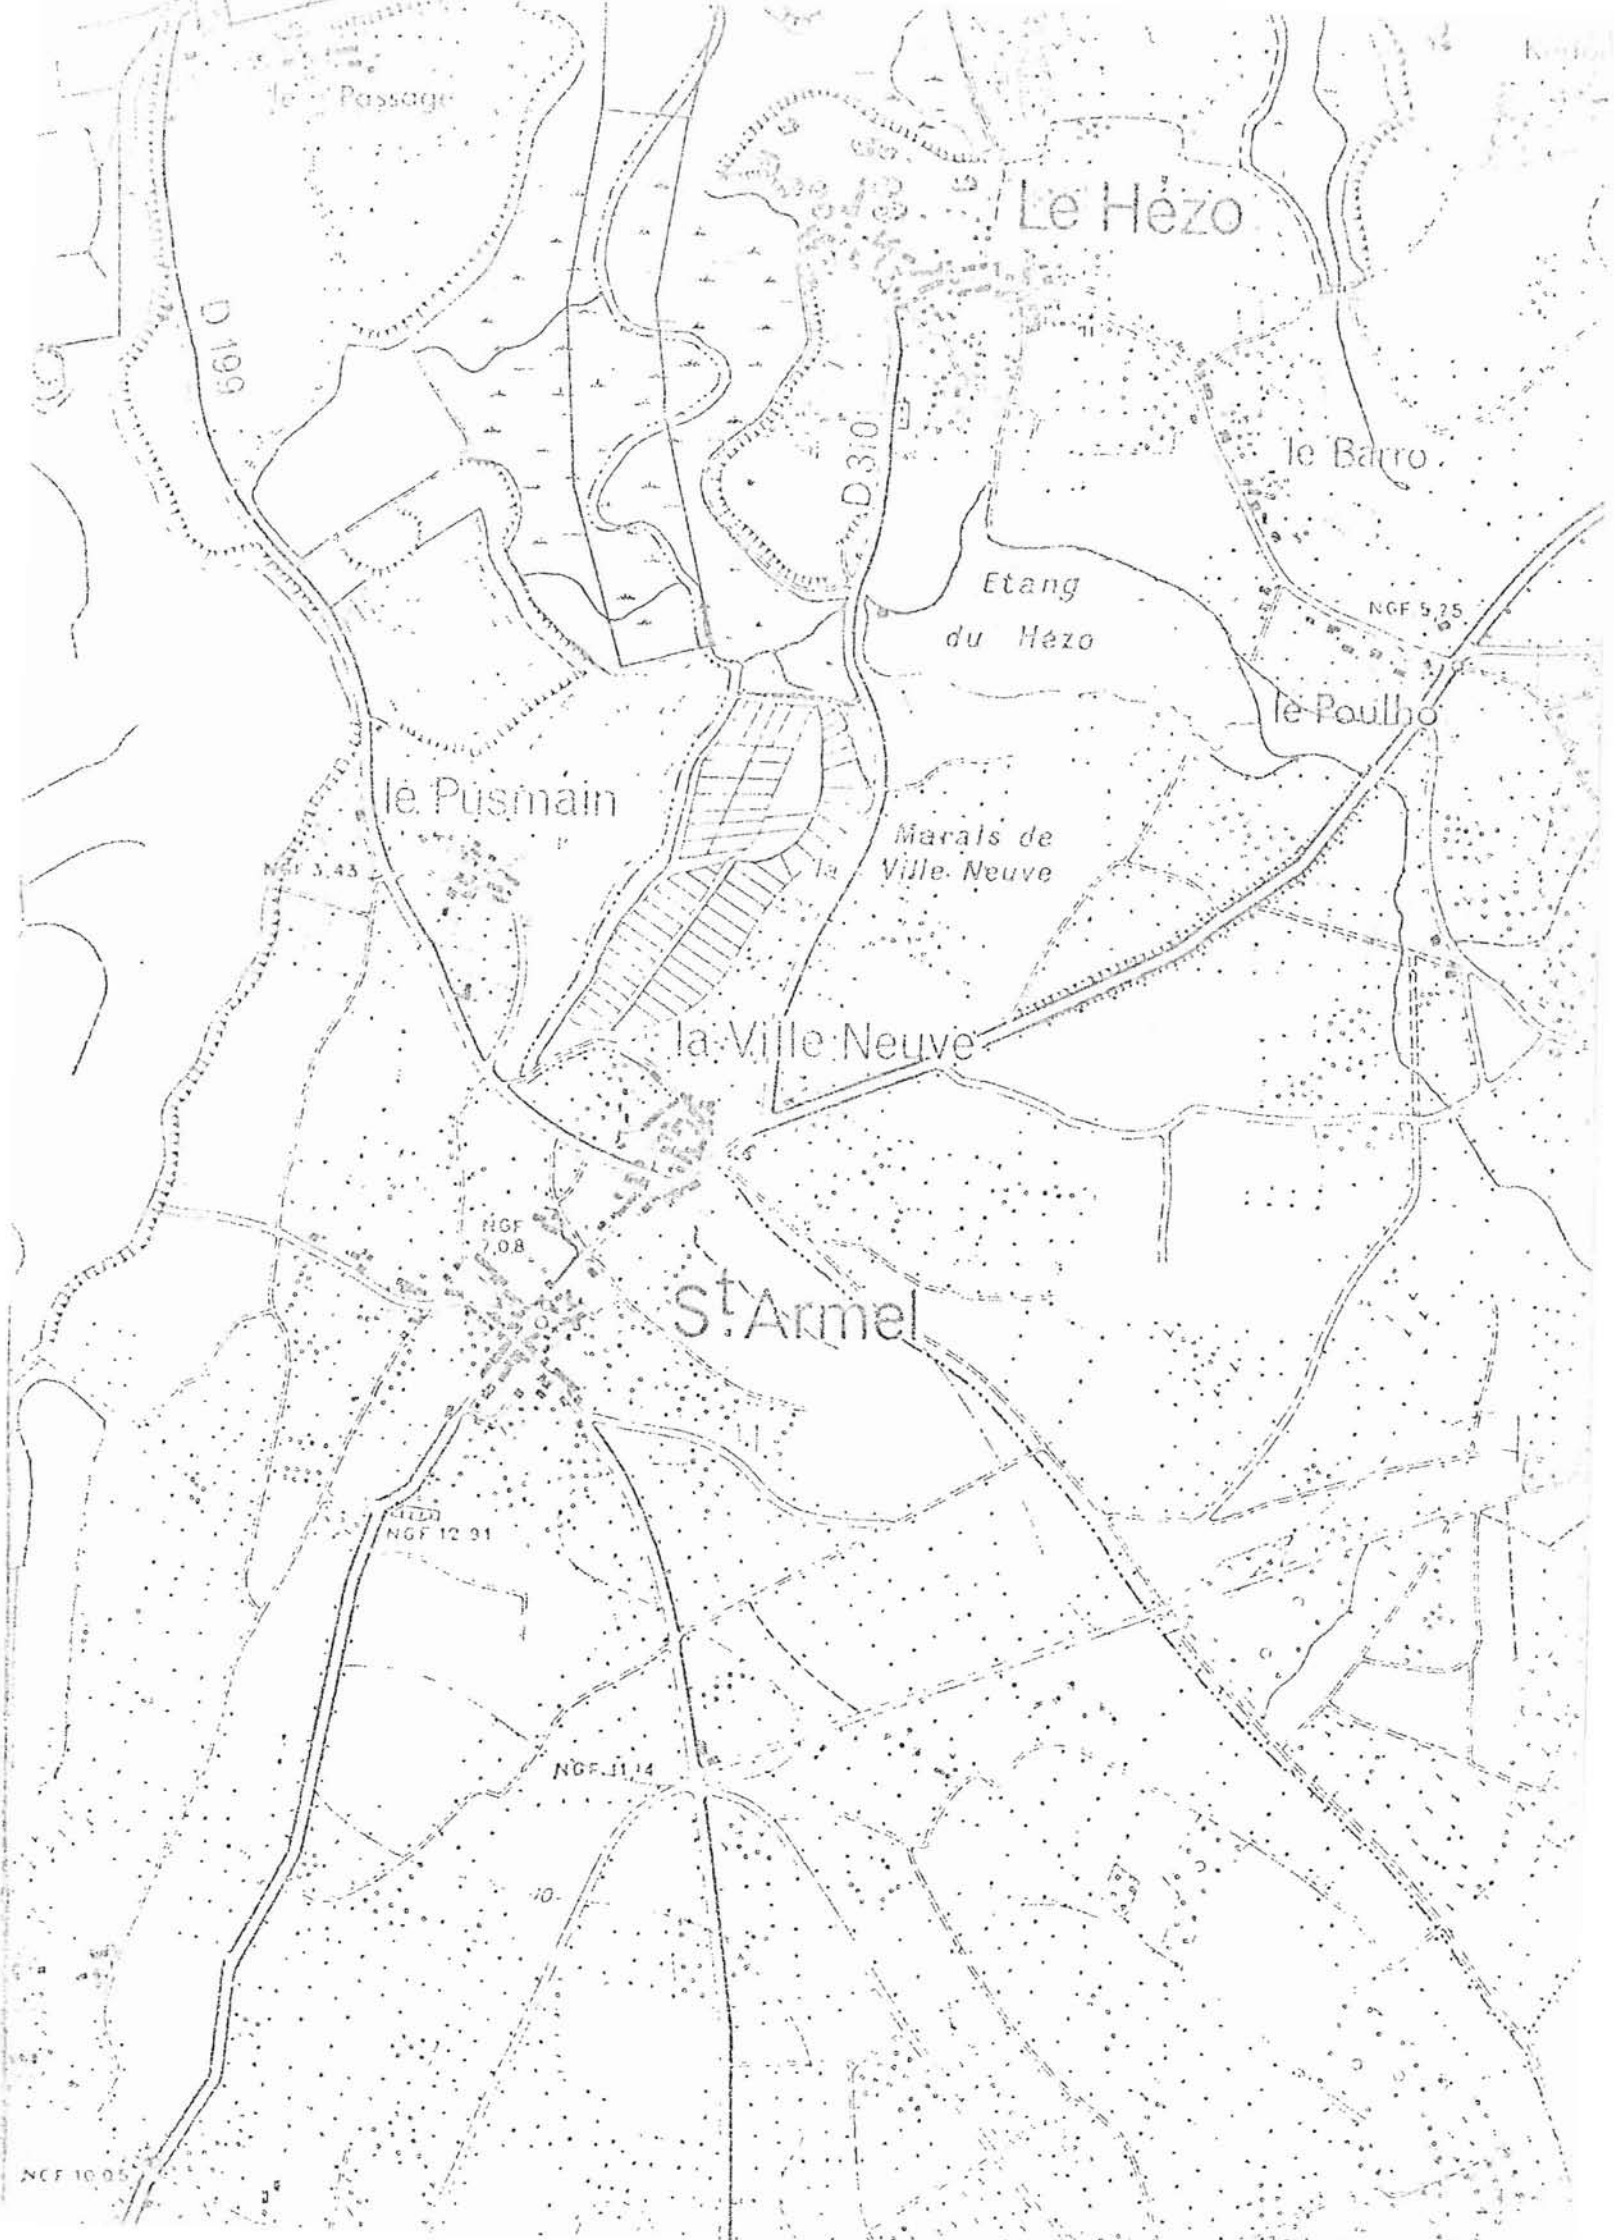 le Passage
Le Hézo
D 199
D 310
le Barro
Etang
du Hézo
NGF 5,25
le Poulho
le Pusmain
NGF 3,43
Marais de
la Ville Neuve
la Ville Neuve
NGF
7,08
St Armel
NGF 12 91
NGF 11,14
10
NGF 10 05